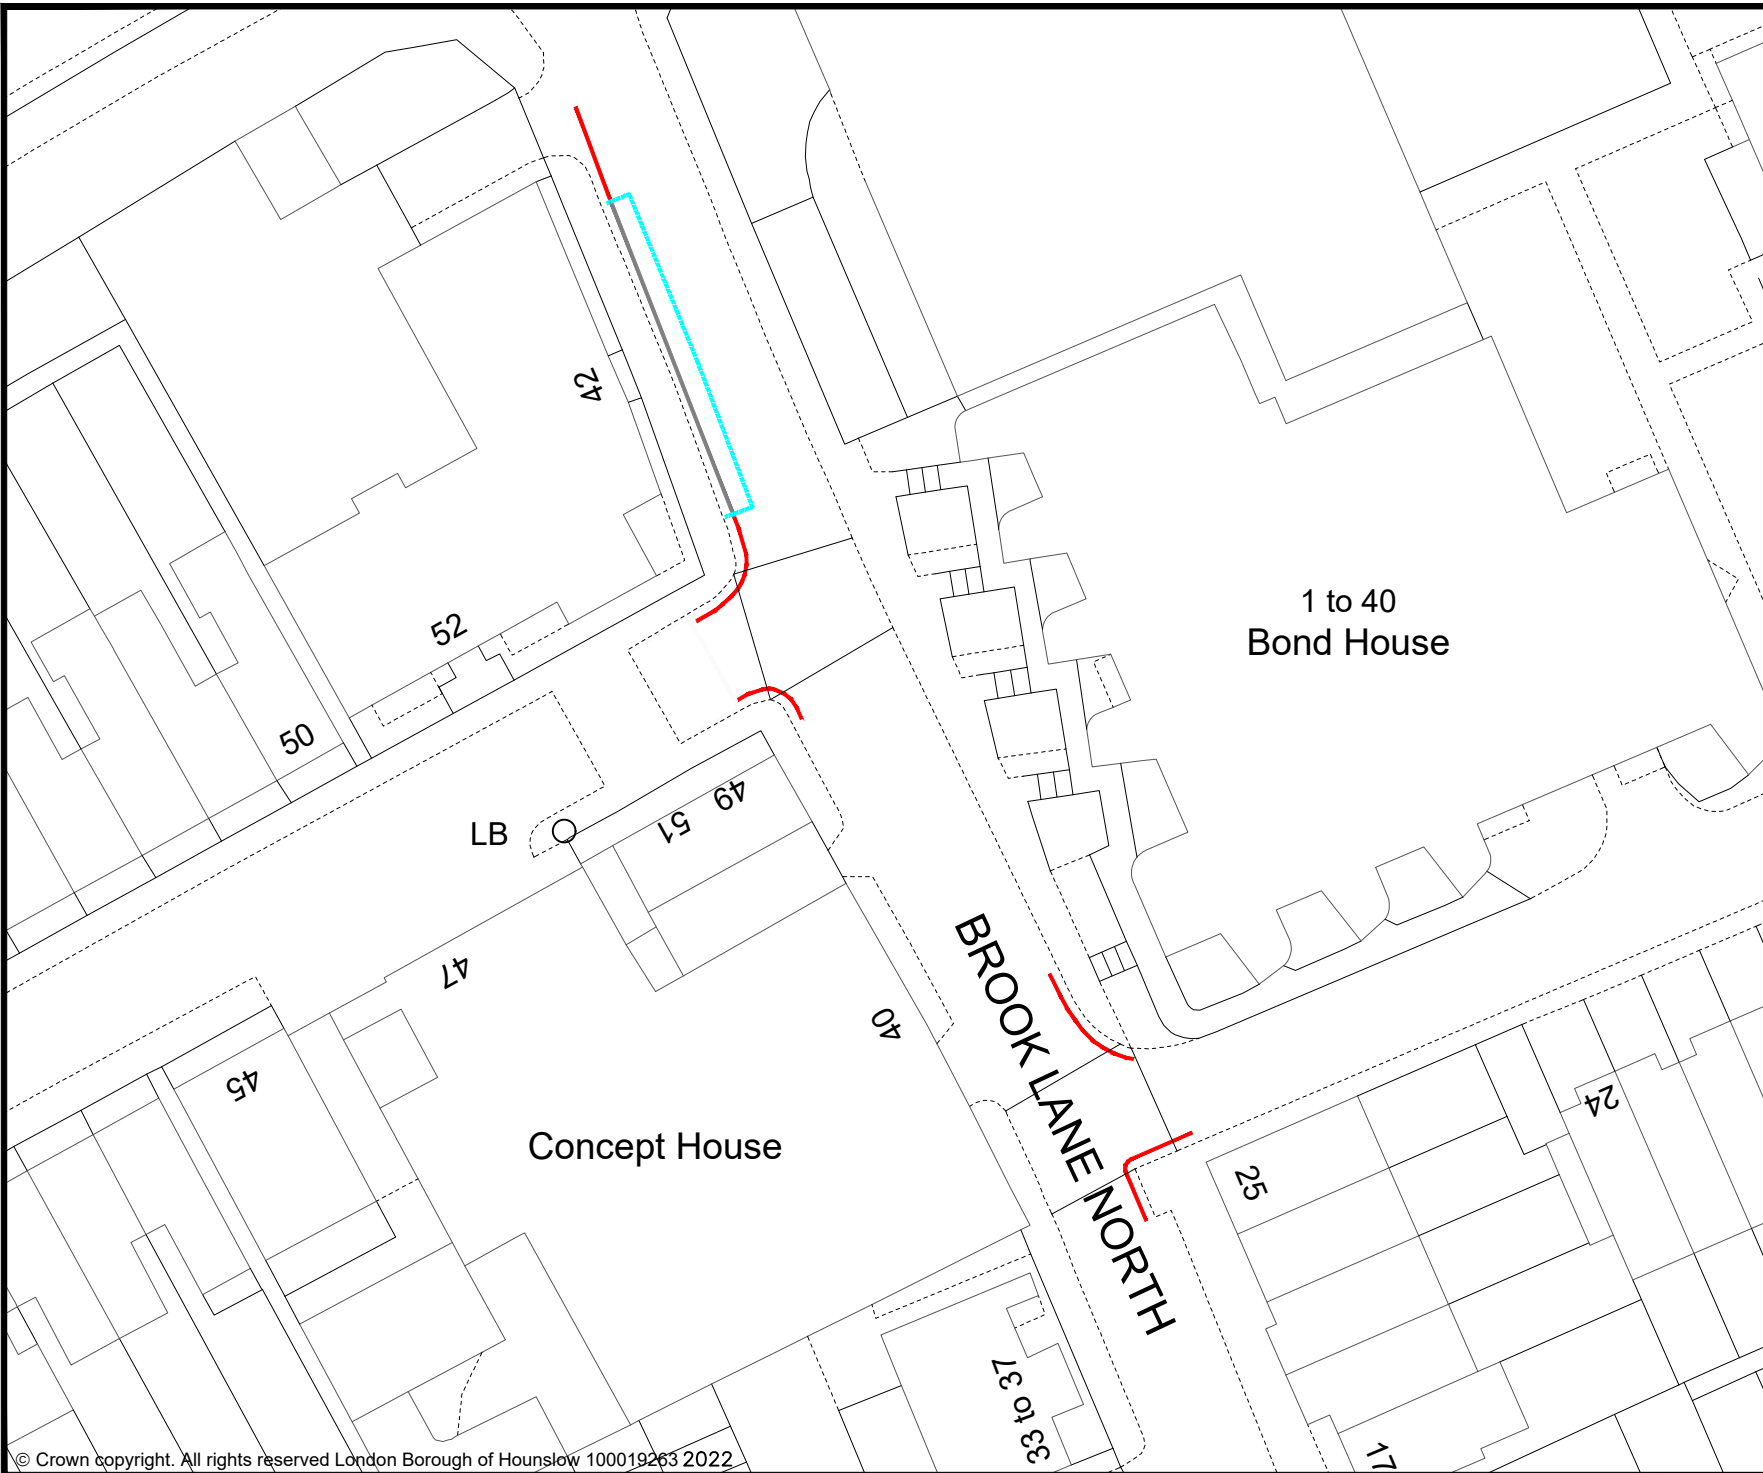 42
1 to 40
Bond House
52
50
49
51
LB
47
BROOK LANE NORTH
40
45
24
Concept House
25
33 to 37
17
© Crown copyright. All rights reserved London Borough of Hounslow 100019263 2022